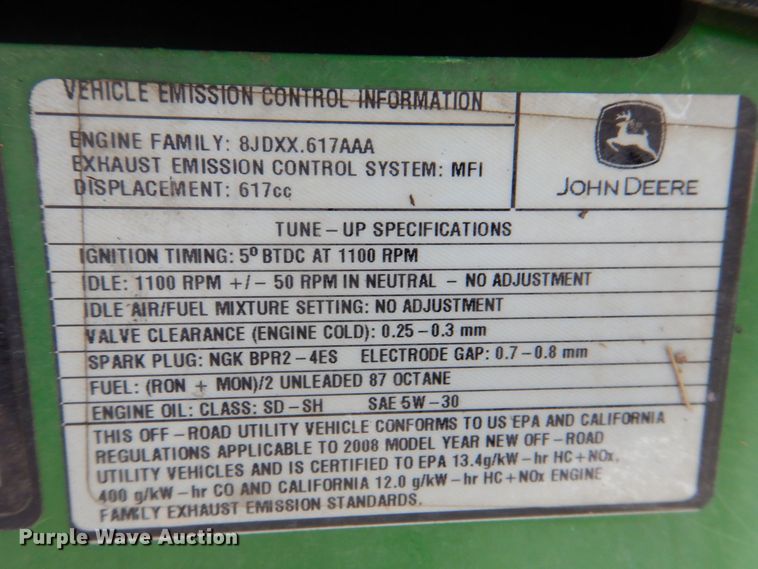 VEHICLE EMISSION CONTROL INFORMATION
ENGINE FAMILY: 8JDXX.617AAA
EXHAUST EMISSION CONTROL SYSTEM: MFI
DISPLACEMENT: 617cc
JOHN DEERE
TUNE-UP SPECIFICATIONS
IGNITION TIMING: 5º BTDC AT 1100 RPM
IDLE: 1100 RPM +/- 50 RPM IN NEUTRAL - NO ADJUSTMENT
IDLE AIR/FUEL MIXTURE SETTING: NO ADJUSTMENT
VALVE CLEARANCE (ENGINE COLD): 0.25-0.3 mm
SPARK PLUG: NGK BPR2-4ES ELECTRODE GAP: 0.7-0.8 mm
FUEL: (RON + MON)/2 UNLEADED 87 OCTANE
ENGINE OIL: CLASS: SD-SH SAE 5W-30
THIS OFF-ROAD UTILITY VEHICLE CONFORMS TO US EPA AND CALIFORNIA
REGULATIONS APPLICABLE TO 2008 MODEL YEAR NEW OFF-ROAD
UTILITY VEHICLES AND IS CERTIFIED TO EPA 13.4g/kW-hr HC+NOx,
400 g/kW-hr CO AND CALIFORNIA 12.0 g/kW-hr HC+NOx ENGINE
FAMILY EXHAUST EMISSION STANDARDS.
Purple Wave Auction